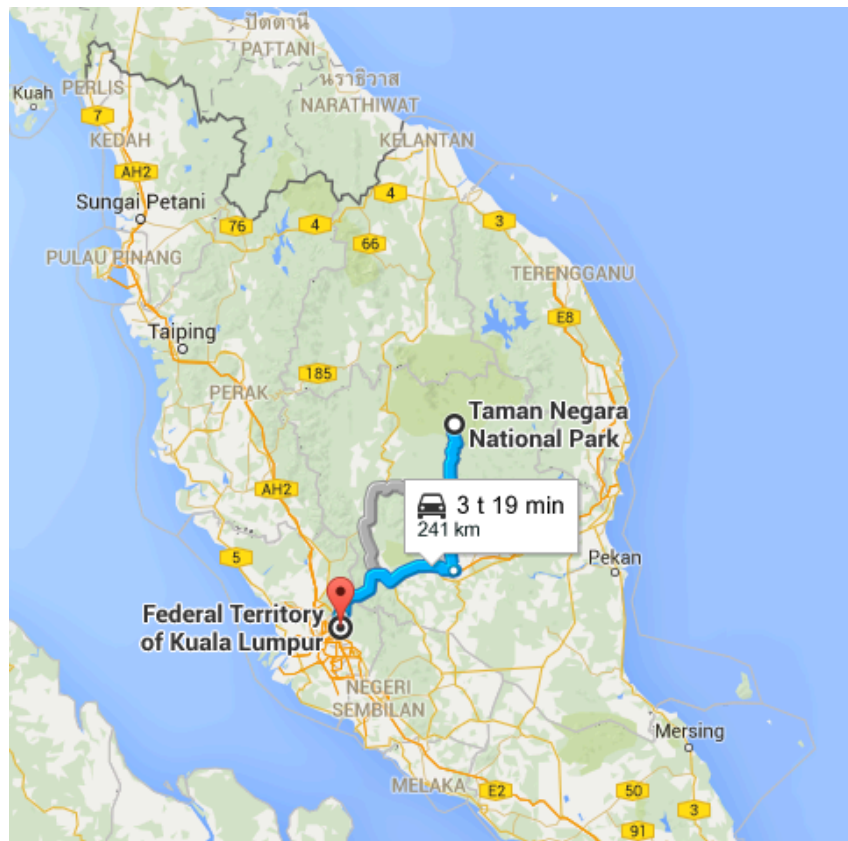 ปัตตานี
PATTANI
PERLIS
Kuah
นราธิวาส
NARATHIWAT
7
KEDAH
KELANTAN
AH2
4
Sungai Petani
76
4
3
66
PULAU PINANG
TERENGGANU
E8
Taiping
185
PERAK
Taman Negara
National Park
AH2
3 t 19 min
241 km
5
Pekan
Federal Territory
of Kuala Lumpur
NEGERI
SEMBILAN
Mersing
MELAKA
E2
50
3
91